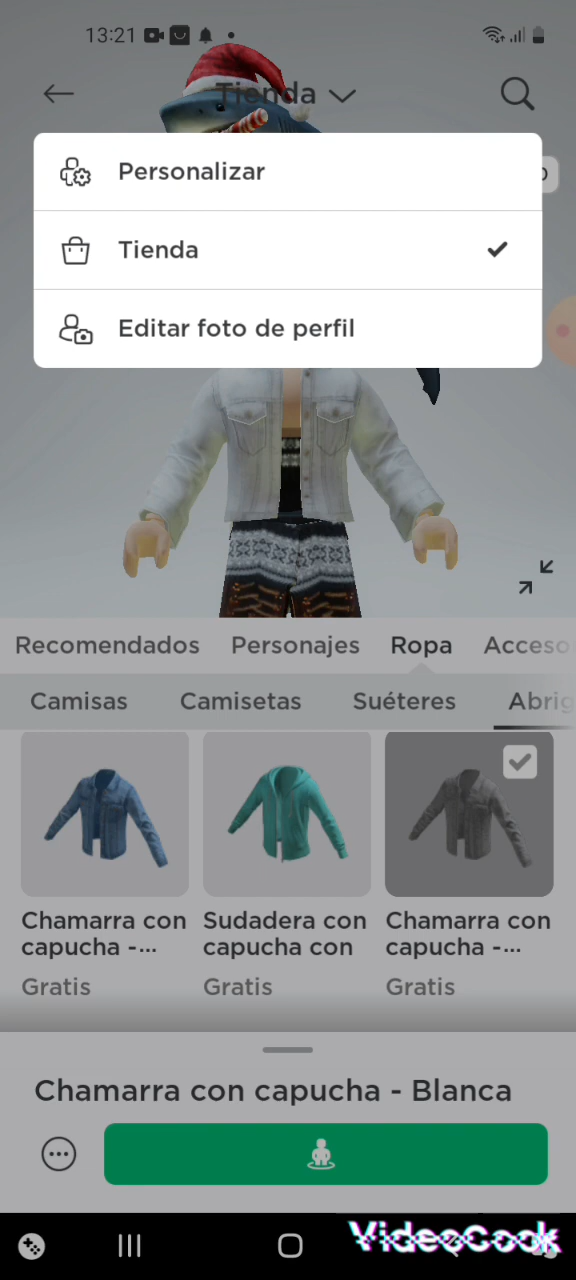 13:21
Tienda
Personalizar
Tienda
Editar foto de perfil
Recomendados Personajes Ropa Acceso
Camisas Camisetas Suéteres Abrig
Chamarra con capucha -...
Sudadera con capucha con
Chamarra con capucha -...
Gratis Gratis Gratis
Chamarra con capucha - Blanca
VideoCook